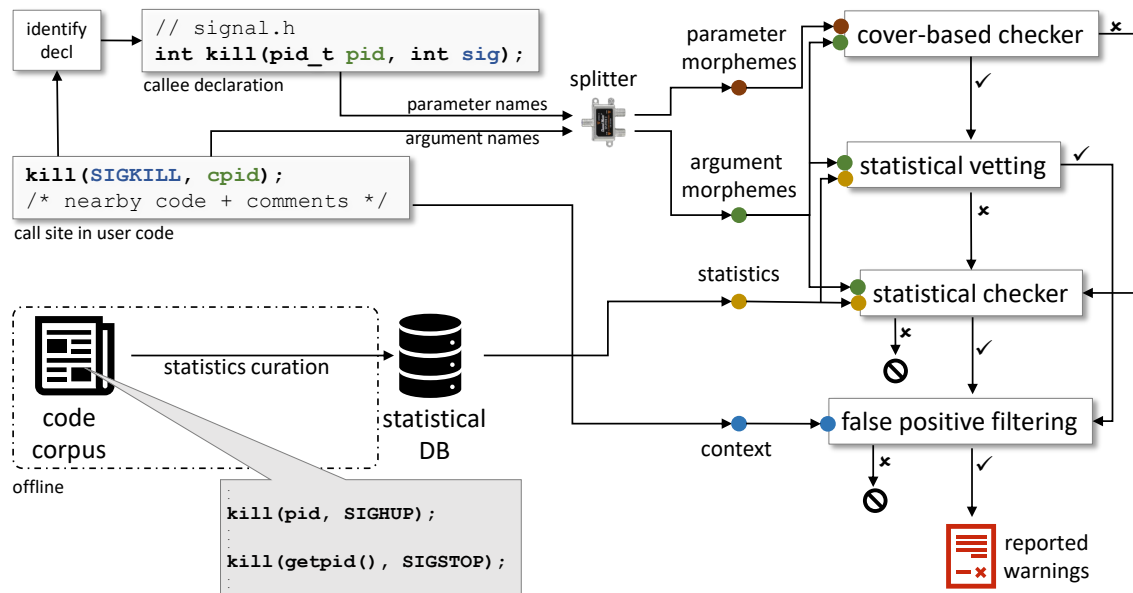 identify
decl
// signal.h
int kill(pid_t pid, int sig);
callee declaration
parameter names
argument names
splitter
parameter
morphemes
cover-based checker
✘
✓
kill(SIGKILL, cpid);
/* nearby code + comments */
call site in user code
argument
morphemes
statistical vetting
✓
✘
statistics
statistical checker
✘
✓
statistics curation
code
corpus
statistical
DB
offline
context
false positive filtering
✘
✓
:
kill(pid, SIGHUP);
:
:
kill(getpid(), SIGSTOP);
:
reported
warnings